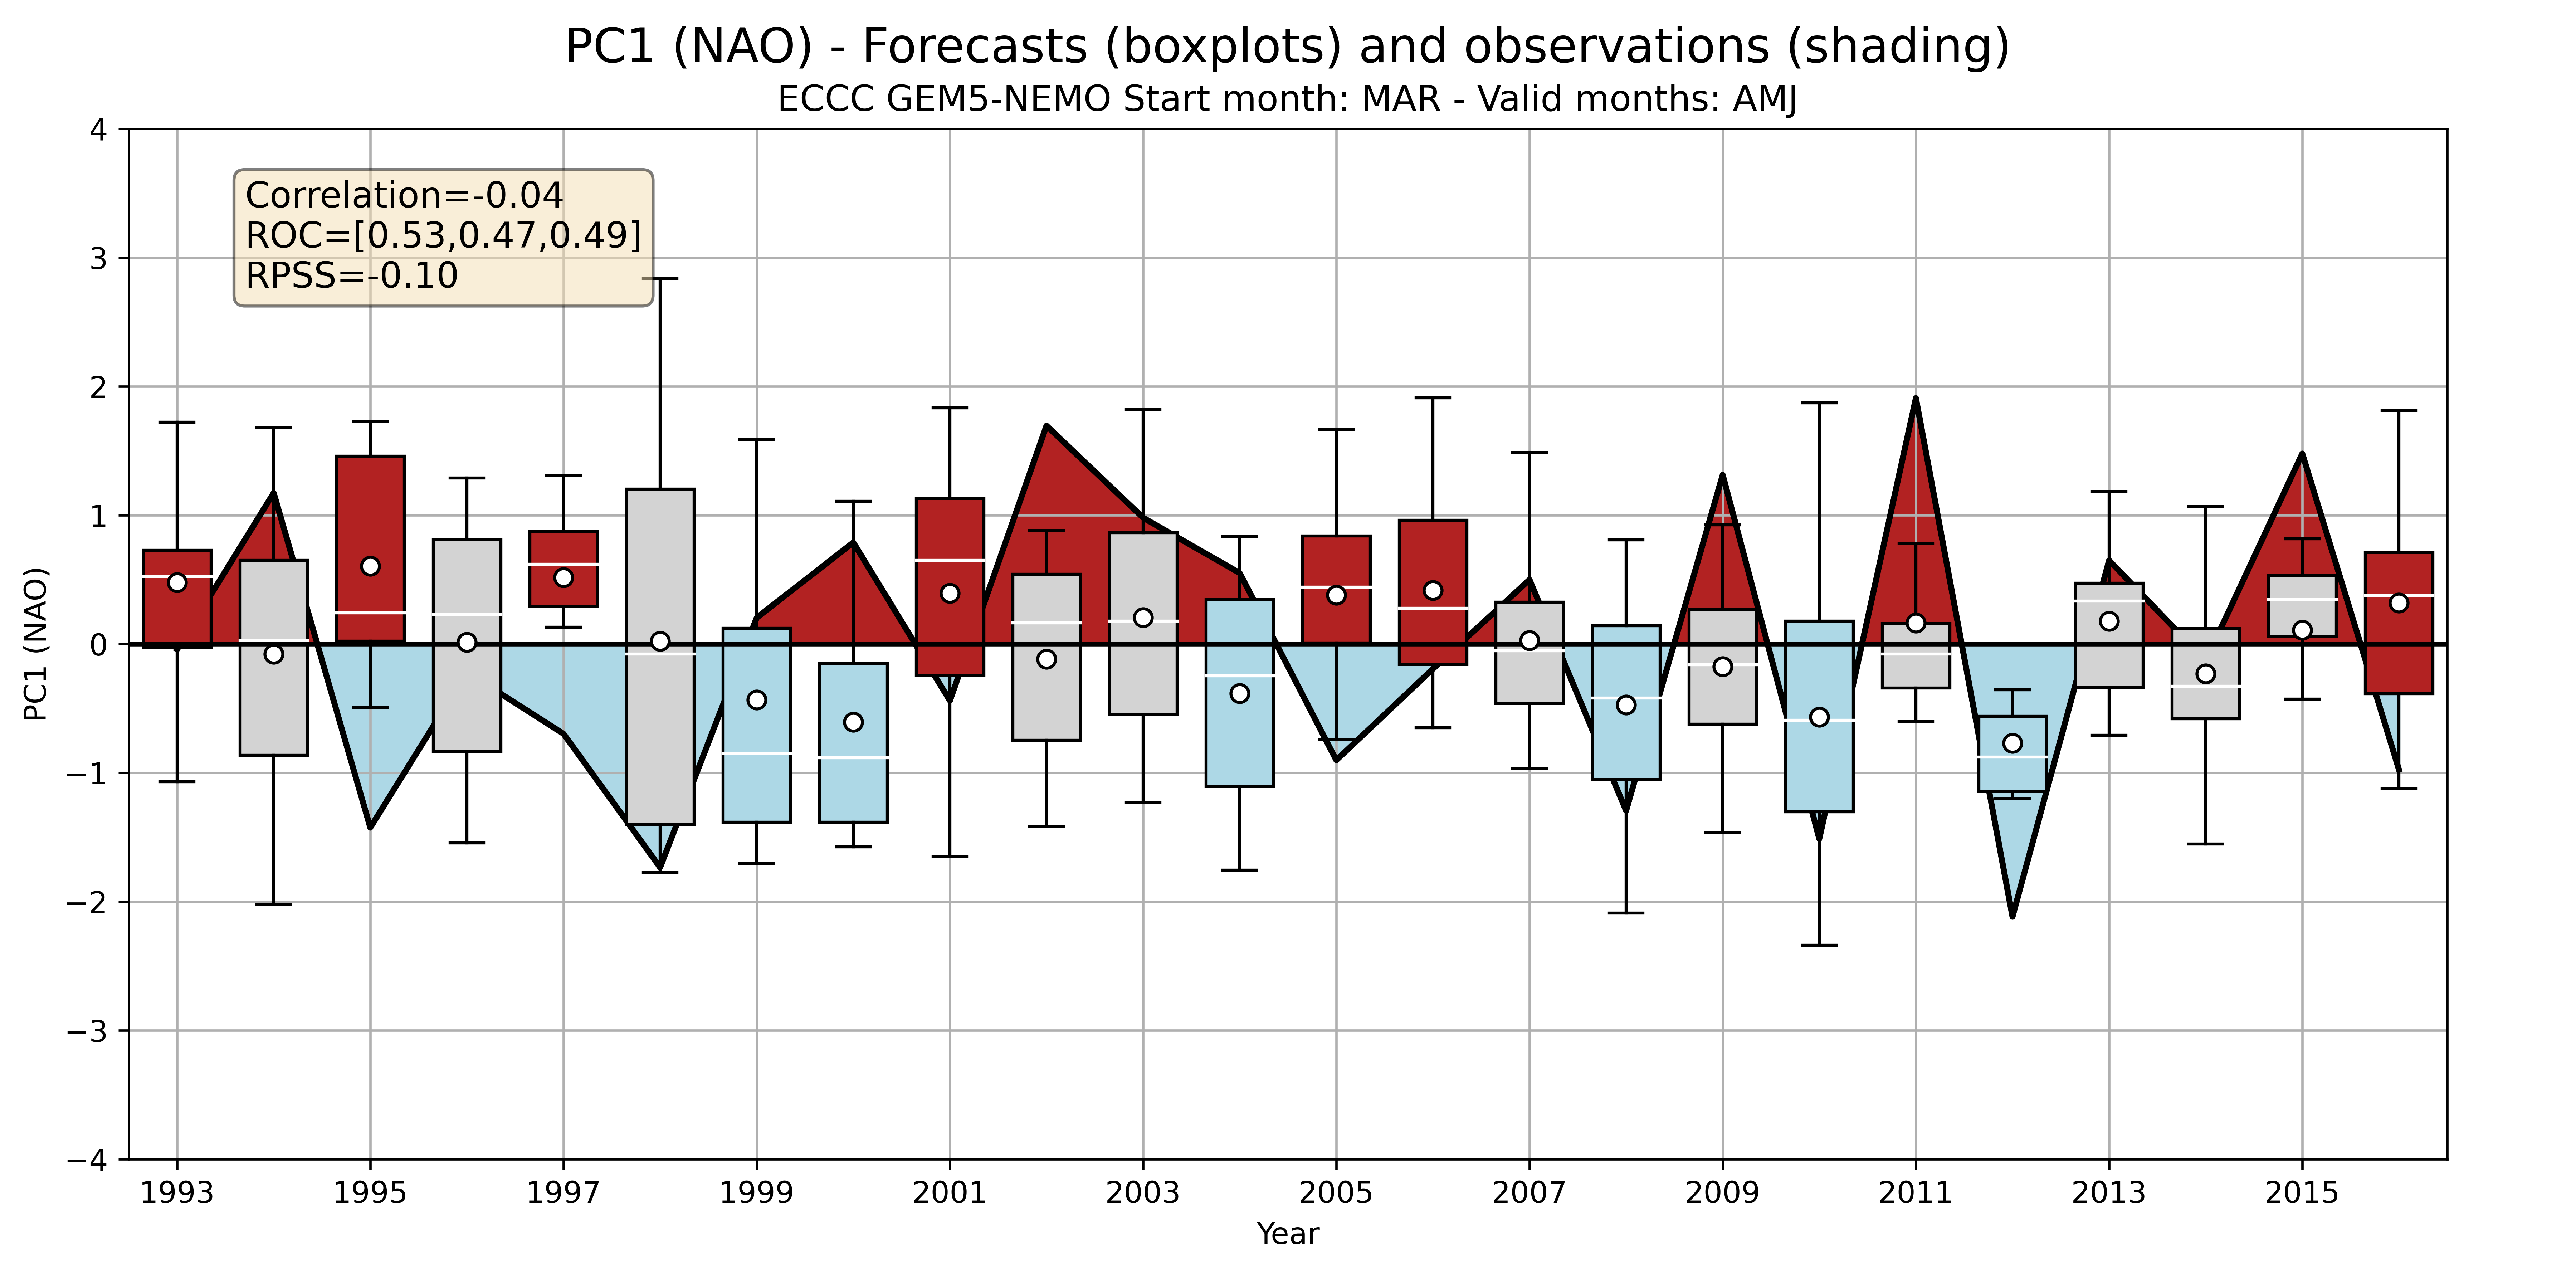 PC1 (NAO) - Forecasts (boxplots) and observations (shading)
ECCC GEM5-NEMO Start month: MAR - Valid months: AMJ
Correlation=-0.04
ROC=[0.53,0.47,0.49]
RPSS=-0.10
PC1 (NAO)
4
3
2
1
0
−1
−2
−3
−4
1993 1995 1997 1999 2001 2003 2005 2007 2009 2011 2013 2015
Year